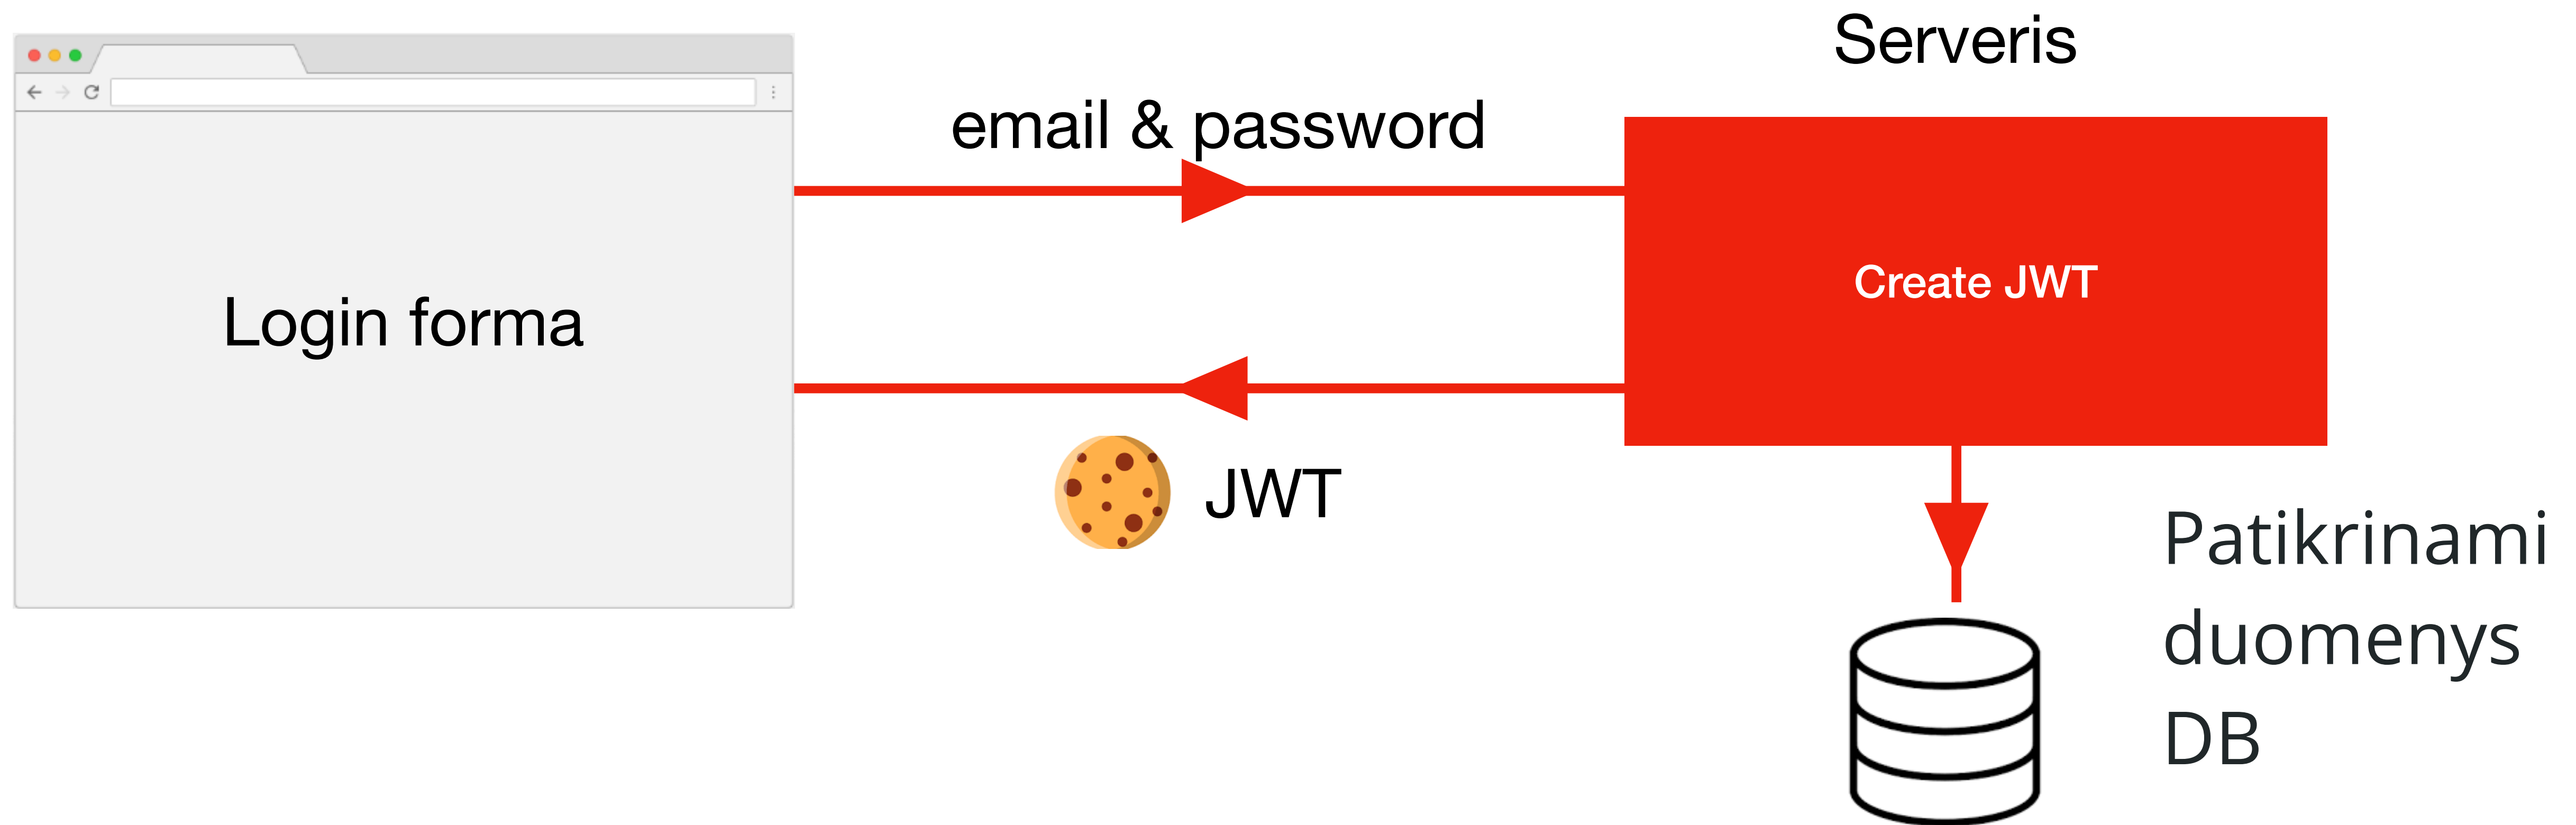 Serveris
email & password
Create JWT
Login forma
JWT
Patikrinami
duomenys
DB